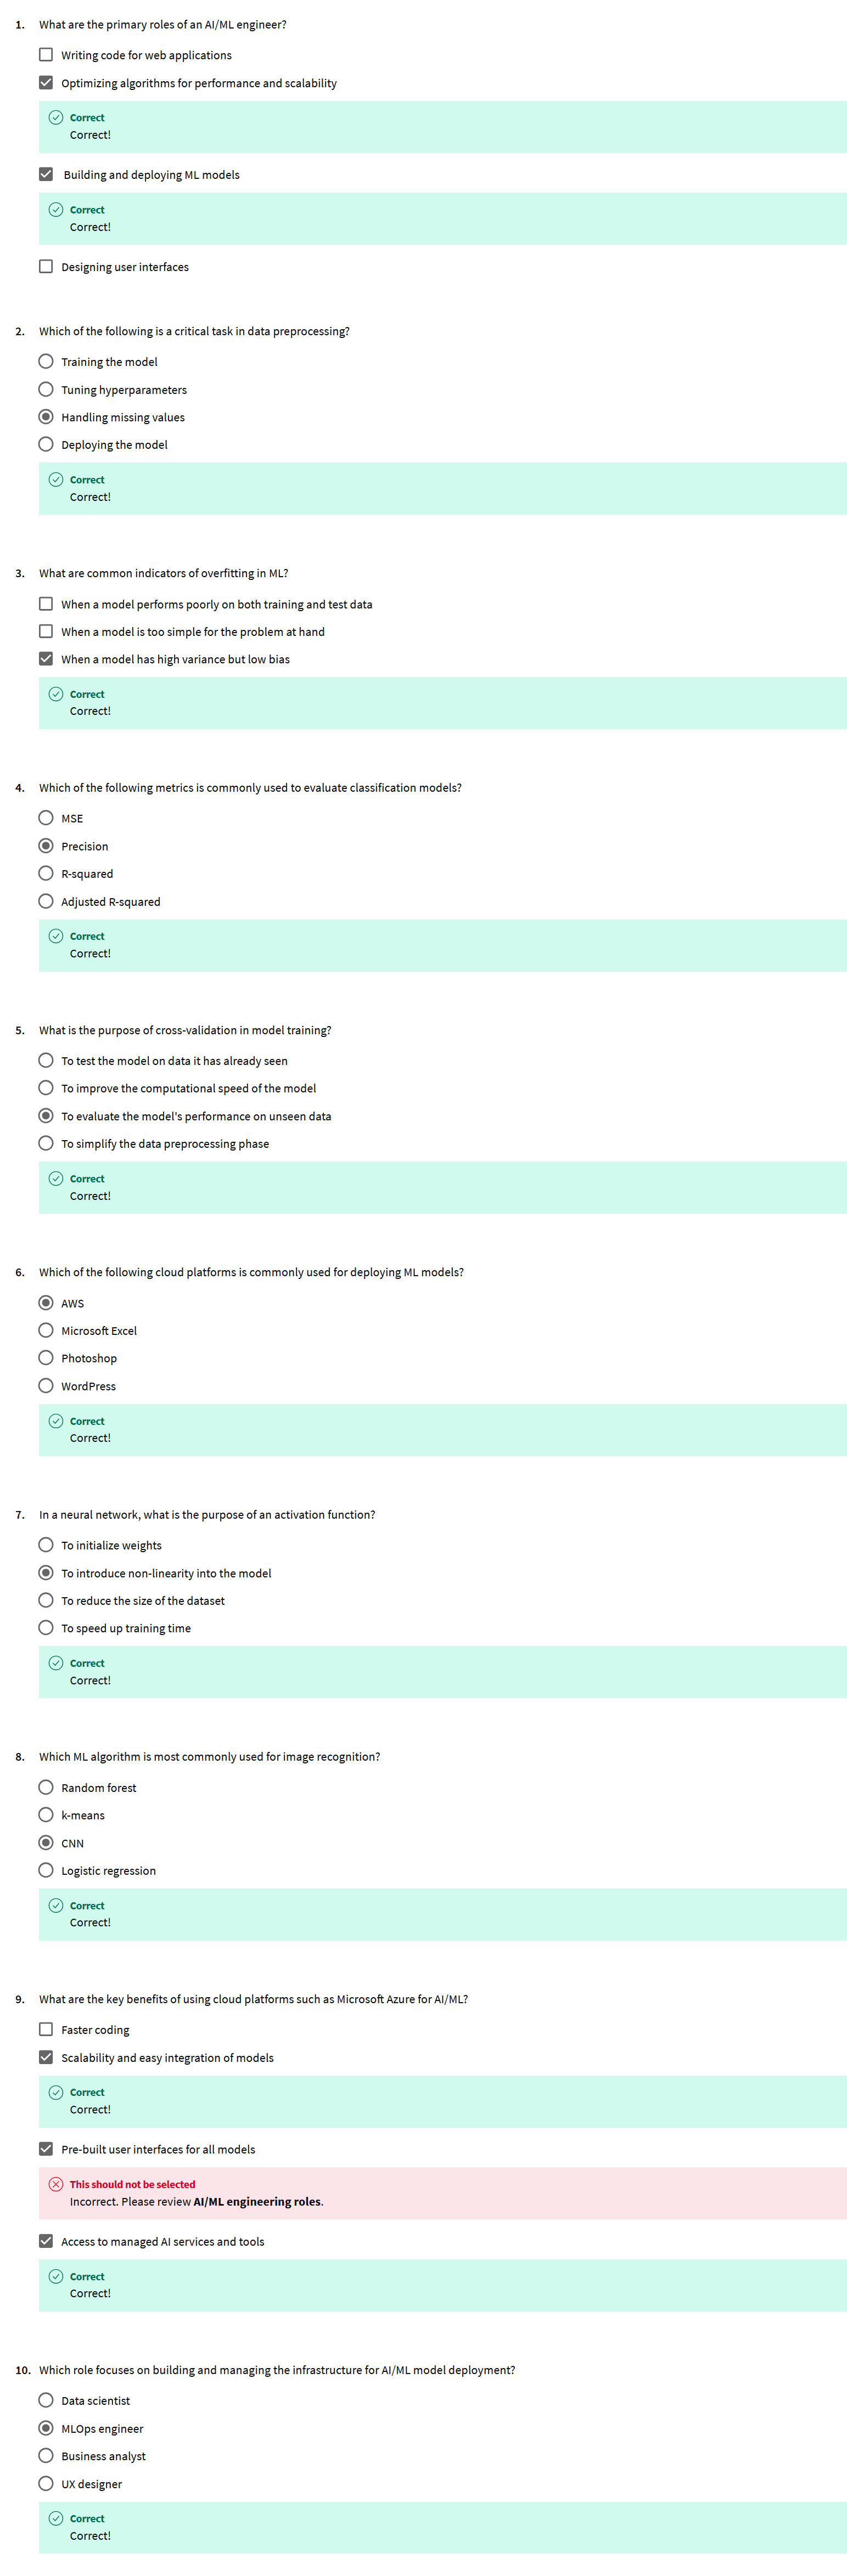 1. What are the primary roles of an AI/ML engineer?
Writing code for web applications
Optimizing algorithms for performance and scalability
Correct
Correct!
Building and deploying ML models
Correct
Correct!
Designing user interfaces
2. Which of the following is a critical task in data preprocessing?
Training the model
Tuning hyperparameters
Handling missing values
Deploying the model
Correct
Correct!
3. What are common indicators of overfitting in ML?
When a model performs poorly on both training and test data
When a model is too simple for the problem at hand
When a model has high variance but low bias
Correct
Correct!
4. Which of the following metrics is commonly used to evaluate classification models?
MSE
Precision
R-squared
Adjusted R-squared
Correct
Correct!
5. What is the purpose of cross-validation in model training?
To test the model on data it has already seen
To improve the computational speed of the model
To evaluate the model's performance on unseen data
To simplify the data preprocessing phase
Correct
Correct!
6. Which of the following cloud platforms is commonly used for deploying ML models?
AWS
Microsoft Excel
Photoshop
WordPress
Correct
Correct!
7. In a neural network, what is the purpose of an activation function?
To initialize weights
To introduce non-linearity into the model
To reduce the size of the dataset
To speed up training time
Correct
Correct!
8. Which ML algorithm is most commonly used for image recognition?
Random forest
k-means
CNN
Logistic regression
Correct
Correct!
9. What are the key benefits of using cloud platforms such as Microsoft Azure for AI/ML?
Faster coding
Scalability and easy integration of models
Correct
Correct!
Pre-built user interfaces for all models
This should not be selected
Incorrect. Please review AI/ML engineering roles.
Access to managed AI services and tools
Correct
Correct!
10. Which role focuses on building and managing the infrastructure for AI/ML model deployment?
Data scientist
MLOps engineer
Business analyst
UX designer
Correct
Correct!